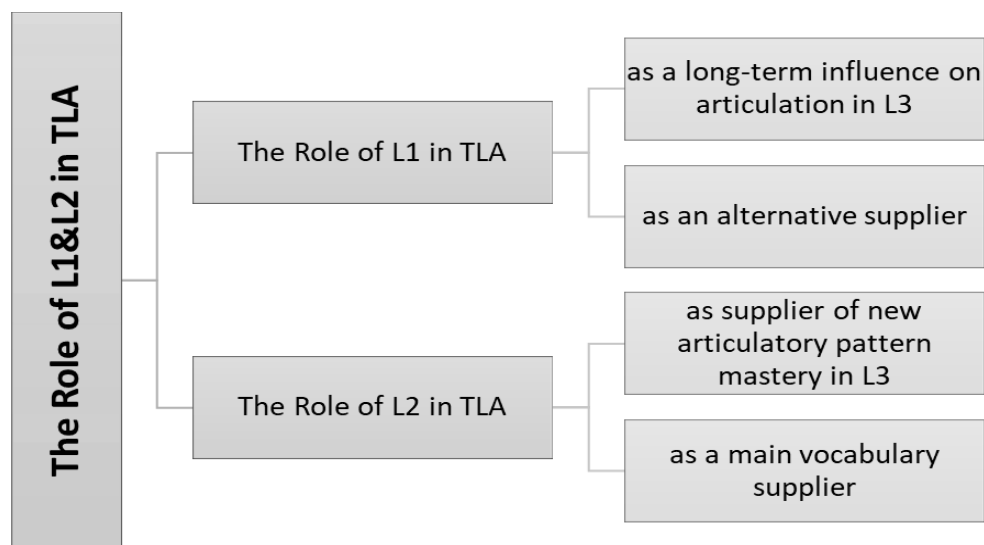 The Role of L1&L2 in TLA
The Role of L1 in TLA
as a long-term influence on
articulation in L3
as an alternative supplier
The Role of L2 in TLA
as supplier of new
articulatory pattern
mastery in L3
as a main vocabulary
supplier